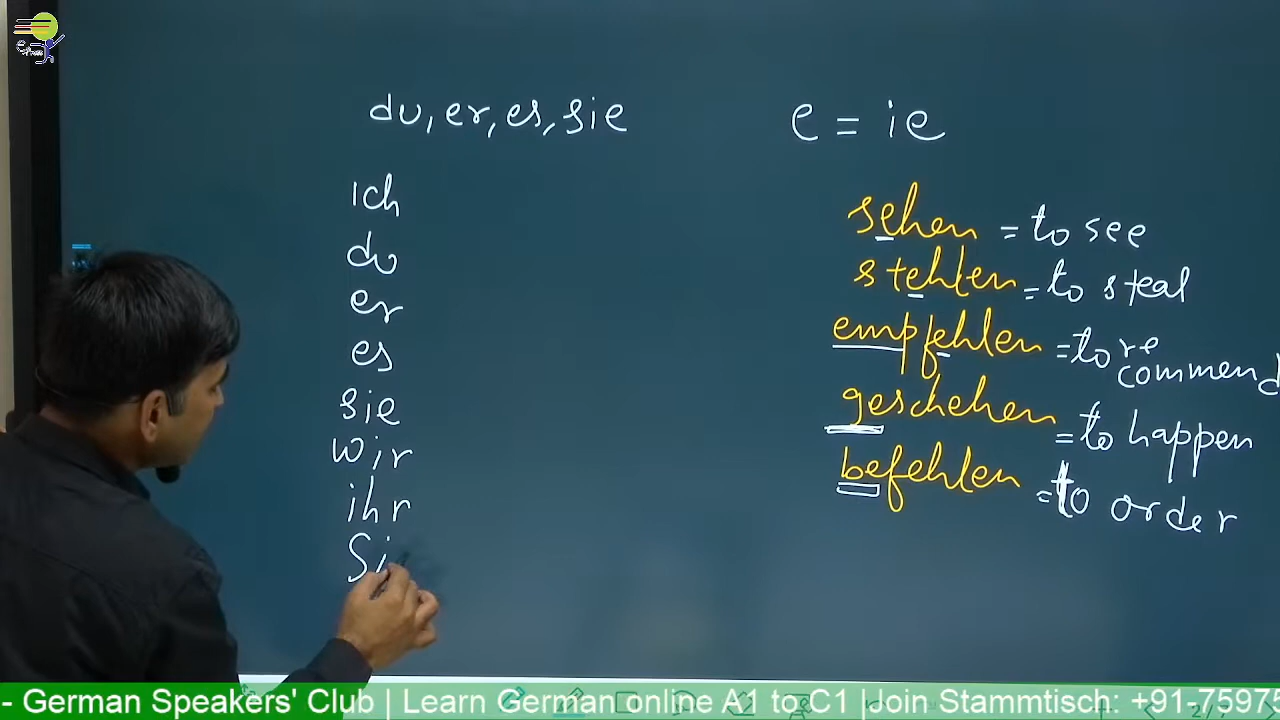 du, er, es, sie
e = ie
ich
du
er
es
sie
wir
ihr
Si
sehen = to see
stehlen = to steal
empfehlen = to re
commend
geschehen = to happen
befehlen = to order
- German Speakers' Club | Learn German online A1 to C1 |Join Stammtisch: +91-75975